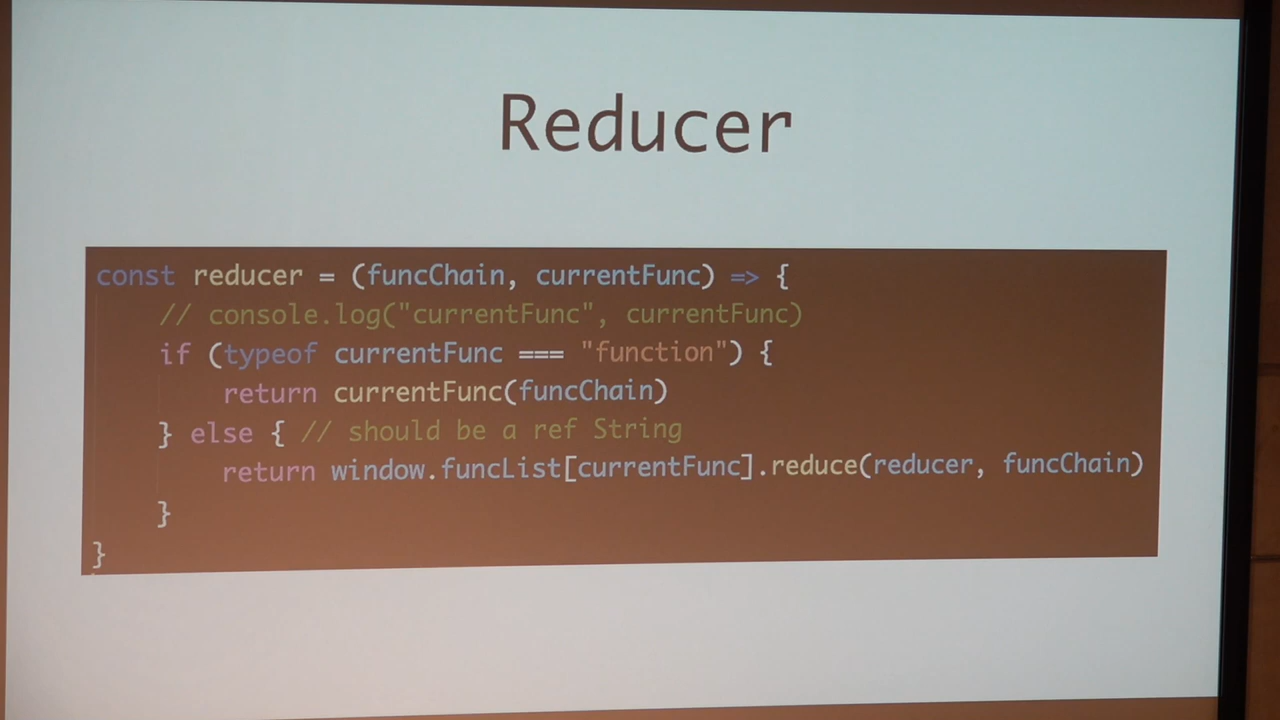 Reducer
const reducer = (funcChain, currentFunc) => {
// console.log("currentFunc", currentFunc)
if (typeof currentFunc === "function") {
return currentFunc(funcChain)
} else { // should be a ref String
return window.funcList[currentFunc].reduce(reducer, funcChain)
}
}